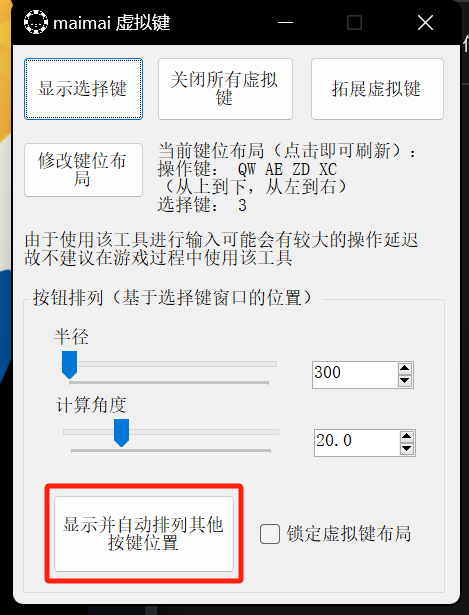 maimai 虚拟键
显示选择键
关闭所有虚拟
键
拓展虚拟键
修改键位布
局
当前键位布局（点击即可刷新）：
操作键： QW AE ZD XC
（从上到下，从左到右）
选择键： 3
由于使用该工具进行输入可能会有较大的操作延迟
故不建议在游戏过程中使用该工具
按钮排列（基于选择键窗口的位置）
半径
300
计算角度
20.0
显示并自动排列其他
按键位置
锁定虚拟键布局